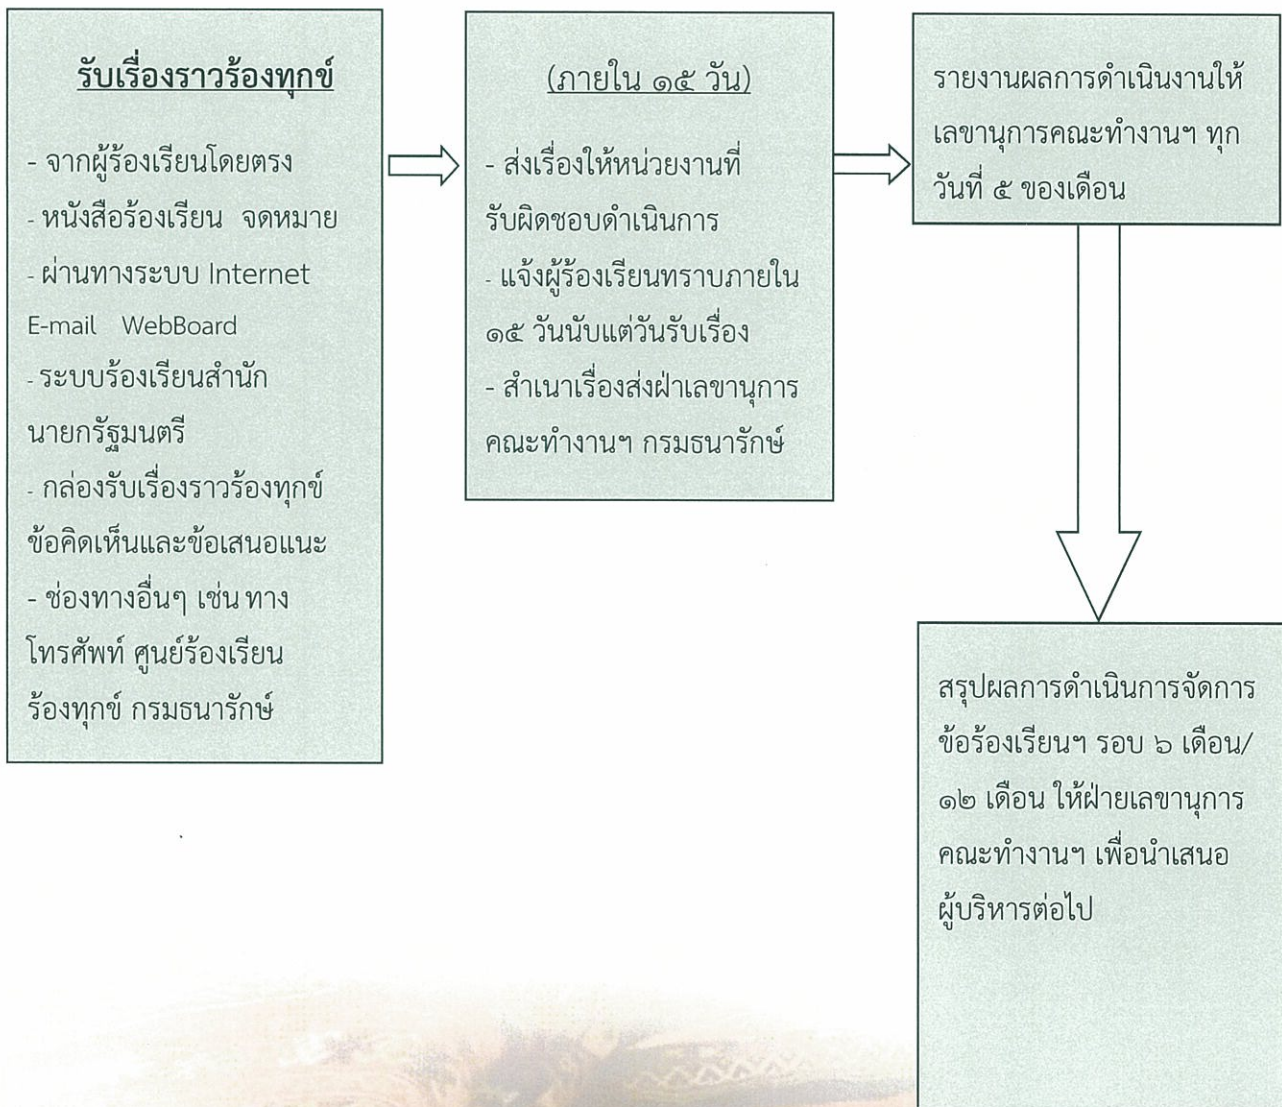 รับเรื่องราวร้องทุกข์
- จากผู้ร้องเรียนโดยตรง
- หนังสือร้องเรียน จดหมาย
- ผ่านทางระบบ Internet
E-mail WebBoard
- ระบบร้องเรียนสำนัก
นายกรัฐมนตรี
- กล่องรับเรื่องราวร้องทุกข์
ข้อคิดเห็นและข้อเสนอแนะ
- ช่องทางอื่นๆ เช่น ทาง
โทรศัพท์ ศูนย์ร้องเรียน
ร้องทุกข์ กรมธนารักษ์
(ภายใน ๑๕ วัน)
- ส่งเรื่องให้หน่วยงานที่
รับผิดชอบดำเนินการ
- แจ้งผู้ร้องเรียนทราบภายใน
๑๕ วันนับแต่วันรับเรื่อง
- สำเนาเรื่องส่งฝ่าเลขานุการ
คณะทำงานฯ กรมธนารักษ์
รายงานผลการดำเนินงานให้
เลขานุการคณะทำงานฯ ทุก
วันที่ ๕ ของเดือน
สรุปผลการดำเนินการจัดการ
ข้อร้องเรียนฯ รอบ ๖ เดือน/
๑๒ เดือน ให้ฝ่ายเลขานุการ
คณะทำงานฯ เพื่อนำเสนอ
ผู้บริหารต่อไป